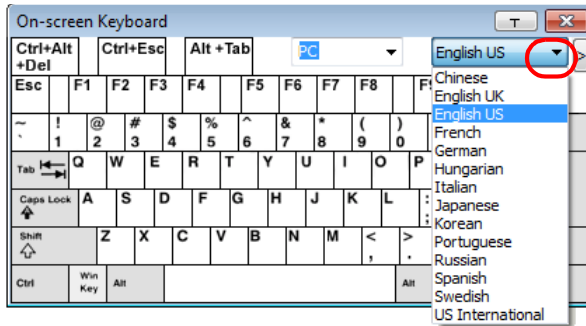 On-screen Keyboard T X
Ctrl+Alt +Del Ctrl+Esc Alt +Tab PC English US >
Esc F1 F2 F3 F4 F5 F6 F7 F8
~ ` ! 1 @ 2 # 3 $ 4 % 5 ^ 6 & 7 * 8 ( 9 ) 0
Tab Q W E R T Y U I O P
Caps Lock A S D F G H J K L : ;
Shift Z X C V B N M < , > .
Ctrl Win Key Alt Alt
Chinese
English UK
English US
French
German
Hungarian
Italian
Japanese
Korean
Portuguese
Russian
Spanish
Swedish
US International